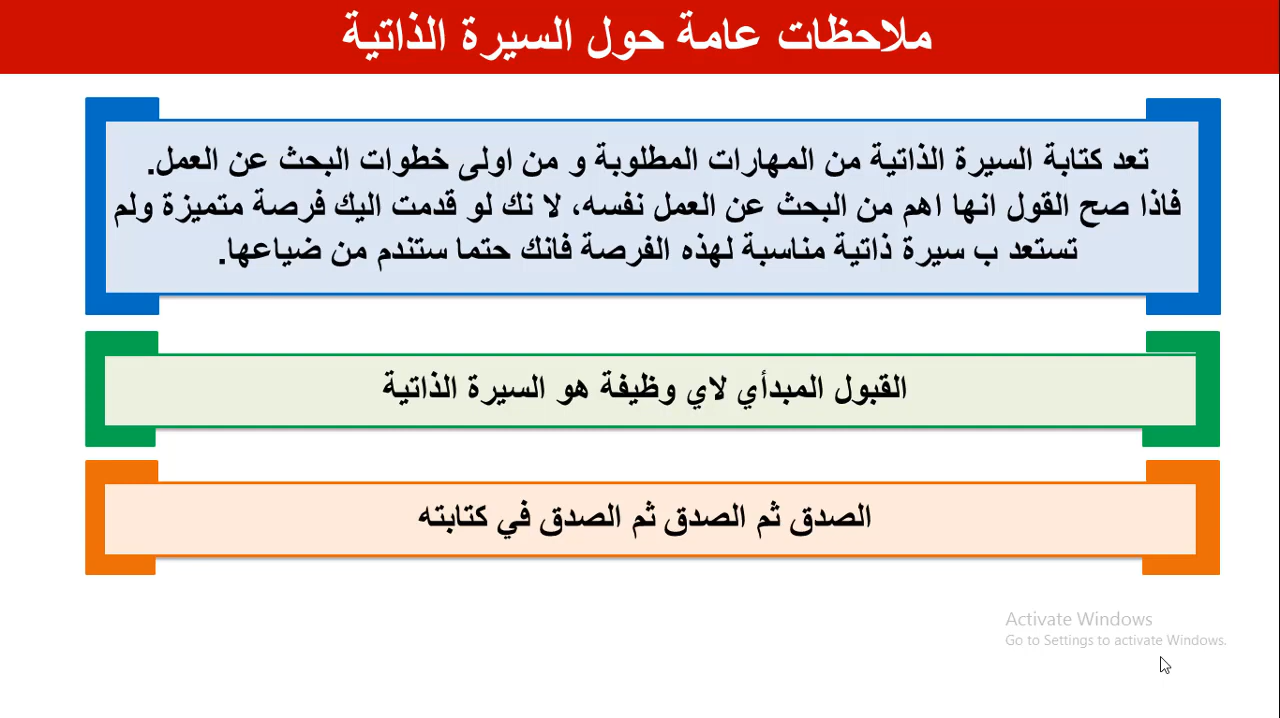 ملاحظات عامة حول السيرة الذاتية
تعد كتابة السيرة الذاتية من المهارات المطلوبة و من اولى خطوات البحث عن العمل.
فاذا صح القول انها اهم من البحث عن العمل نفسه، لا نك لو قدمت اليك فرصة متميزة ولم
تستعد ب سيرة ذاتية مناسبة لهذه الفرصة فانك حتما ستندم من ضياعها.
القبول المبدأي لاي وظيفة هو السيرة الذاتية
الصدق ثم الصدق ثم الصدق في كتابته
Activate Windows
Go to Settings to activate Windows.